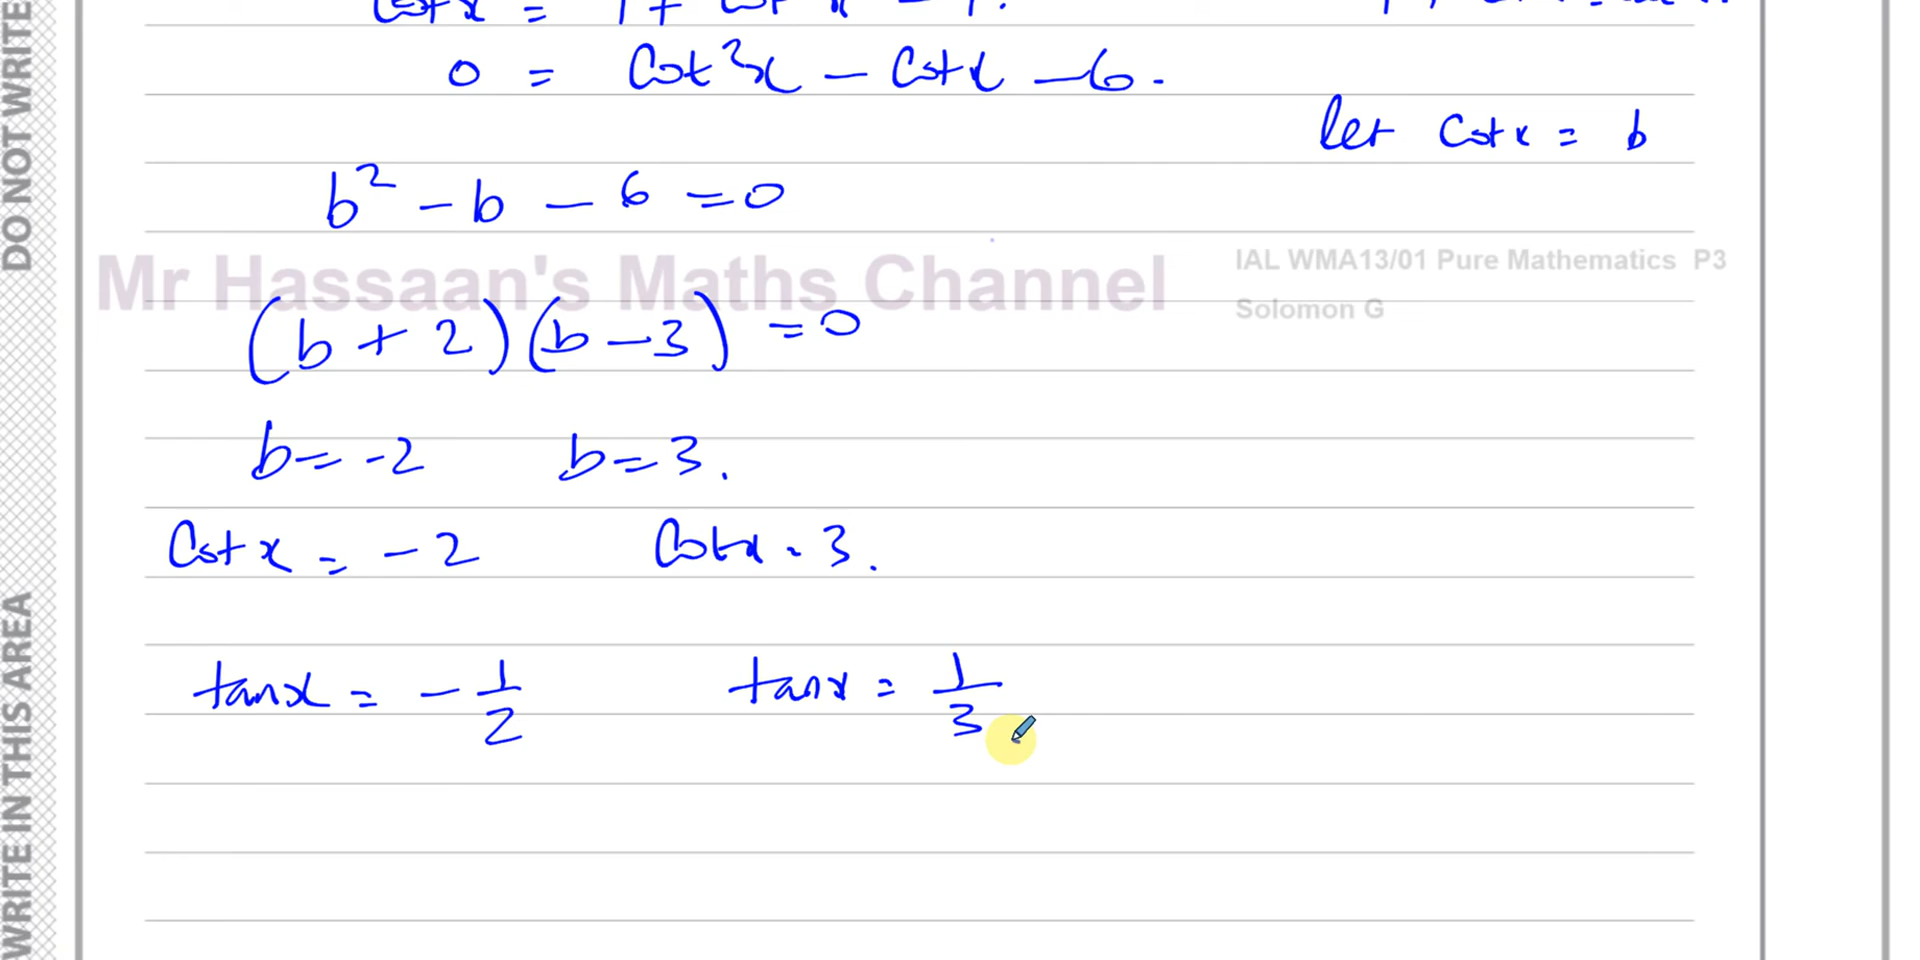 0 = Cot²x - Cotx - 6.
let Cotx = b
b² - b - 6 = 0
Mr Hassaan's Maths Channel
IAL WMA13/01 Pure Mathematics P3
Solomon G
(b + 2)(b - 3) = 0
b = -2 b = 3.
Cotx = -2 Cotx = 3.
tanx = -1/2 tanx = 1/3
DO NOT WRITE
WRITE IN THIS AREA